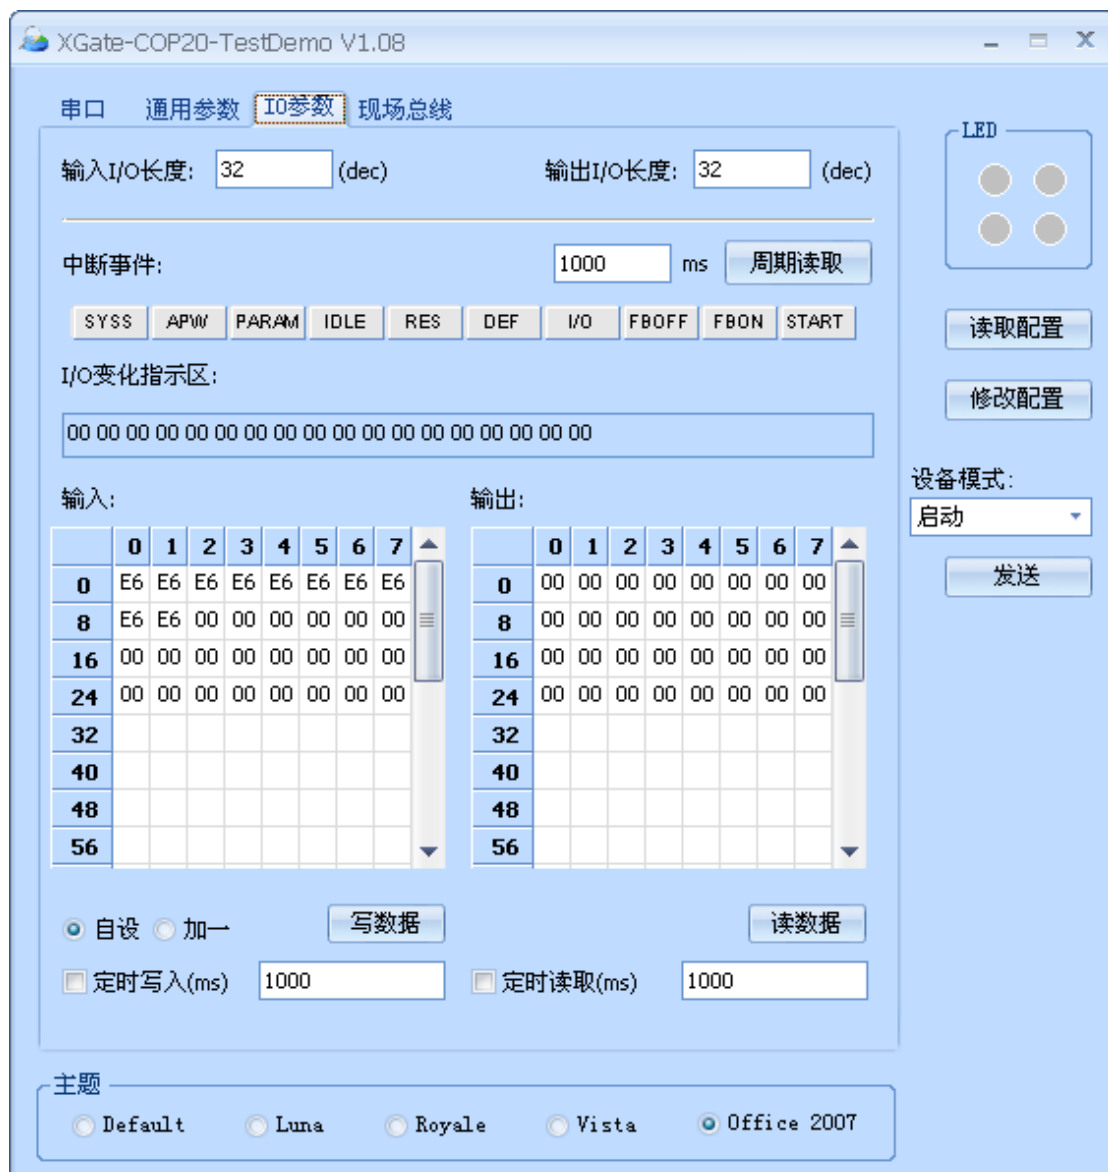 XGate-COP20-TestDemo V1.08
串口 通用参数 IO参数 现场总线
LED
输入I/O长度: 32 (dec) 输出I/O长度: 32 (dec)
中断事件: 1000 ms 周期读取
SYSS APW PARAM IDLE RES DEF I/O FBOFF FBON START
读取配置
I/O变化指示区:
修改配置
00 00 00 00 00 00 00 00 00 00 00 00 00 00 00 00 00 00
设备模式:
启动
发送
输入: 输出:
0 1 2 3 4 5 6 7 0 1 2 3 4 5 6 7
0 E6 E6 E6 E6 E6 E6 E6 E6 0 00 00 00 00 00 00 00 00
8 E6 E6 00 00 00 00 00 00 8 00 00 00 00 00 00 00 00
16 00 00 00 00 00 00 00 00 16 00 00 00 00 00 00 00 00
24 00 00 00 00 00 00 00 00 24 00 00 00 00 00 00 00 00
32 32
40 40
48 48
56 56
自设 加一 写数据 读数据
定时写入(ms) 1000 定时读取(ms) 1000
主题
Default Luna Royale Vista Office 2007